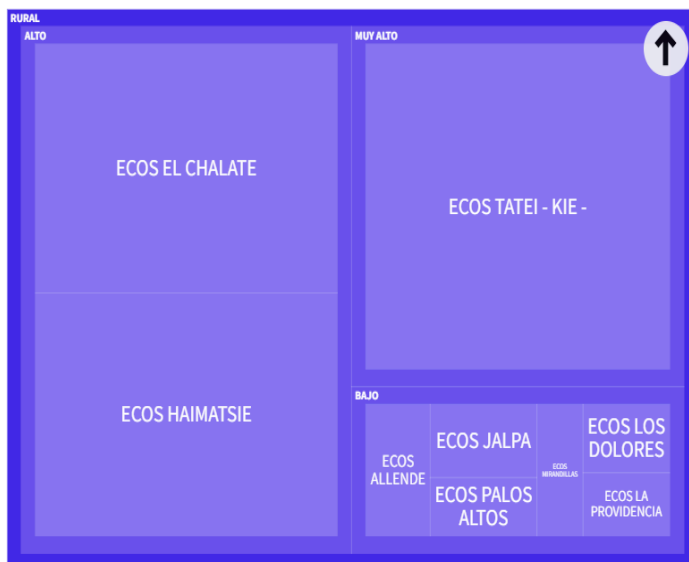 RURAL
ALTO
ECOS EL CHALATE
ECOS HAIMATSIE
MUY ALTO
ECOS TATEI - KIE -
BAJO
ECOS
ALLENDE
ECOS JALPA
ECOS PALOS
ALTOS
ECOS
MIRANDILLAS
ECOS LOS
DOLORES
ECOS LA
PROVIDENCIA